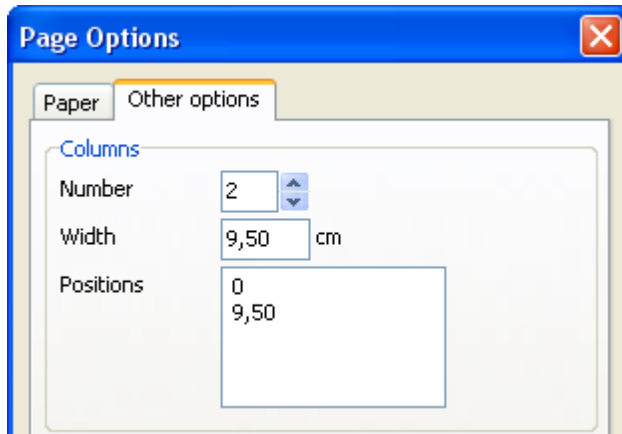 Page Options
Paper Other options
Columns
Number 2
Width 9,50 cm
Positions 0
9,50